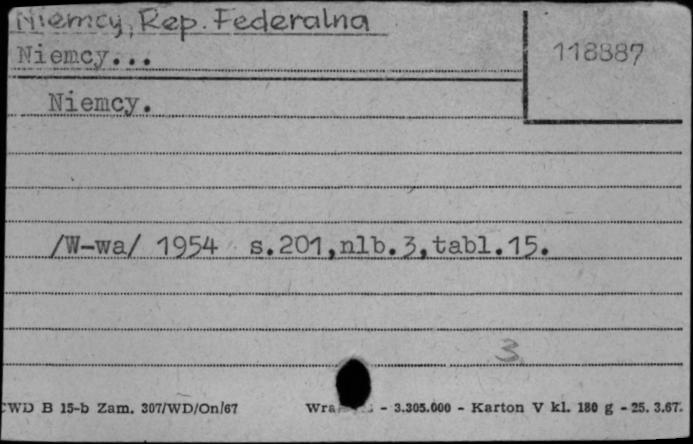 Niemcy, Rep. Federalna
Niemcy...
118887
Niemcy.
/W-wa/ 1954 s.201,nlb.3,tabl.15.
3
CWD B 15-b Zam. 307/WD/On/67
- 3.305.000 - Karton V kl. 180 g - 25. 3.67.